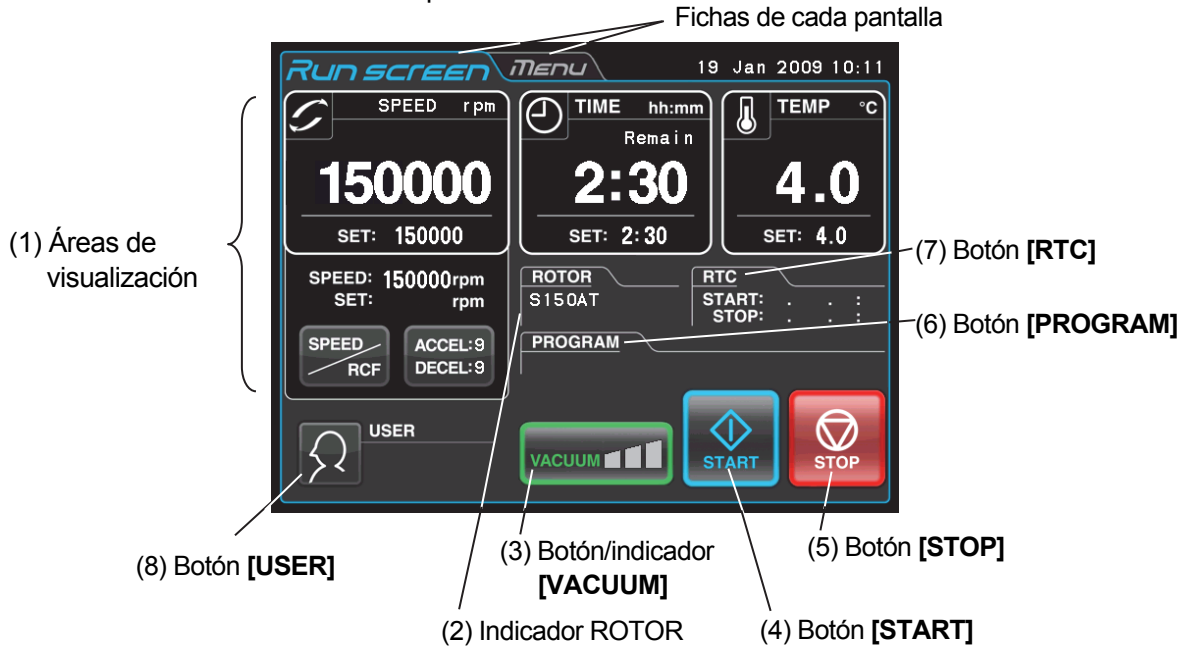 Fichas de cada pantalla
Run screen Menu 19 Jan 2009 10:11
(1) Áreas de
visualización
SPEED rpm
150000
SET: 150000
TIME hh:mm
Remain
2:30
SET: 2:30
TEMP °C
4.0
SET: 4.0
SPEED: 150000rpm
SET: rpm
SPEED
RCF
ACCEL:9
DECEL:9
ROTOR
S150AT
RTC
START: . . :
STOP: . . :
PROGRAM
(7) Botón [RTC]
(6) Botón [PROGRAM]
USER
VACUUM
START
STOP
(8) Botón [USER]
(3) Botón/indicador
[VACUUM]
(5) Botón [STOP]
(2) Indicador ROTOR
(4) Botón [START]